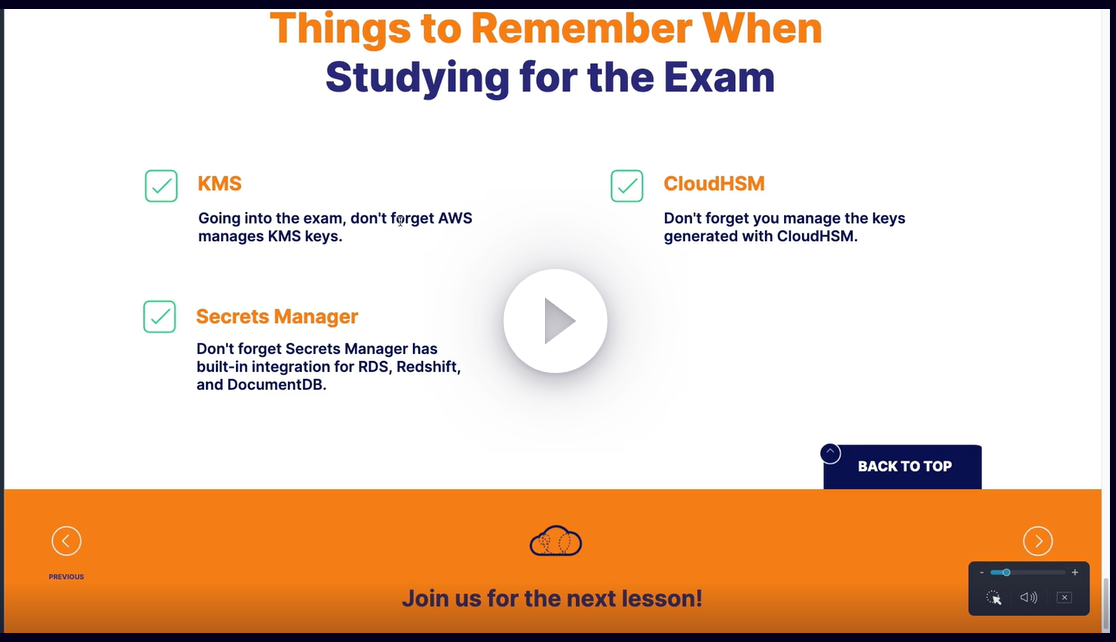 Things to Remember When
Studying for the Exam
KMS
Going into the exam, don't forget AWS
manages KMS keys.
CloudHSM
Don't forget you manage the keys
generated with CloudHSM.
Secrets Manager
Don't forget Secrets Manager has
built-in integration for RDS, Redshift,
and DocumentDB.
BACK TO TOP
PREVIOUS
Join us for the next lesson!
- +